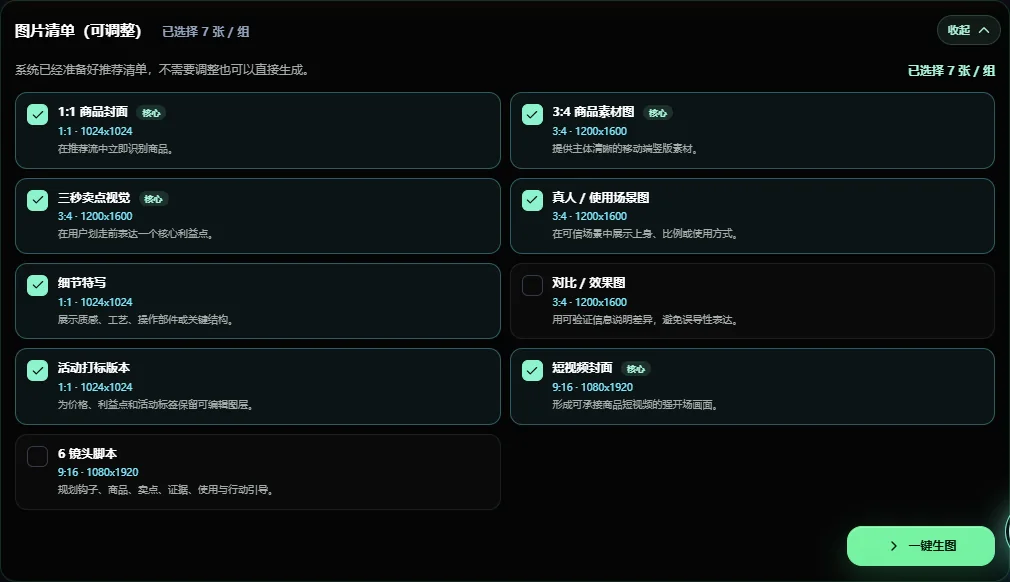 图片清单（可调整） 已选择 7 张 / 组
收起
系统已经准备好推荐清单，不需要调整也可以直接生成。
已选择 7 张 / 组
1:1 商品封面 核心
1:1 · 1024x1024
在推荐流中立即识别商品。
3:4 商品素材图 核心
3:4 · 1200x1600
提供主体清晰的移动端竖版素材。
三秒卖点视觉 核心
3:4 · 1200x1600
在用户划走前表达一个核心利益点。
真人 / 使用场景图
3:4 · 1200x1600
在可信场景中展示上身、比例或使用方式。
细节特写
1:1 · 1024x1024
展示质感、工艺、操作部件或关键结构。
对比 / 效果图
3:4 · 1200x1600
用可验证信息说明差异，避免误导性表达。
活动打标版本
1:1 · 1024x1024
为价格、利益点和活动标签保留可编辑图层。
短视频封面 核心
9:16 · 1080x1920
形成可承接商品短视频的强开场画面。
6 镜头脚本
9:16 · 1080x1920
规划钩子、商品、卖点、证据、使用与行动引导。
一键生图